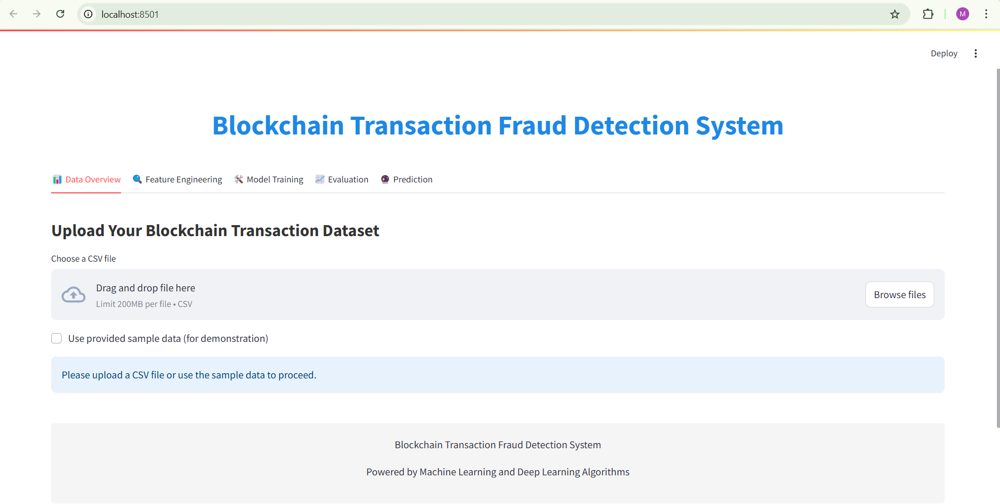 localhost:8501
M
Deploy
Blockchain Transaction Fraud Detection System
Data Overview
Feature Engineering
Model Training
Evaluation
Prediction
Upload Your Blockchain Transaction Dataset
Choose a CSV file
Drag and drop file here
Limit 200MB per file • CSV
Browse files
Use provided sample data (for demonstration)
Please upload a CSV file or use the sample data to proceed.
Blockchain Transaction Fraud Detection System
Powered by Machine Learning and Deep Learning Algorithms